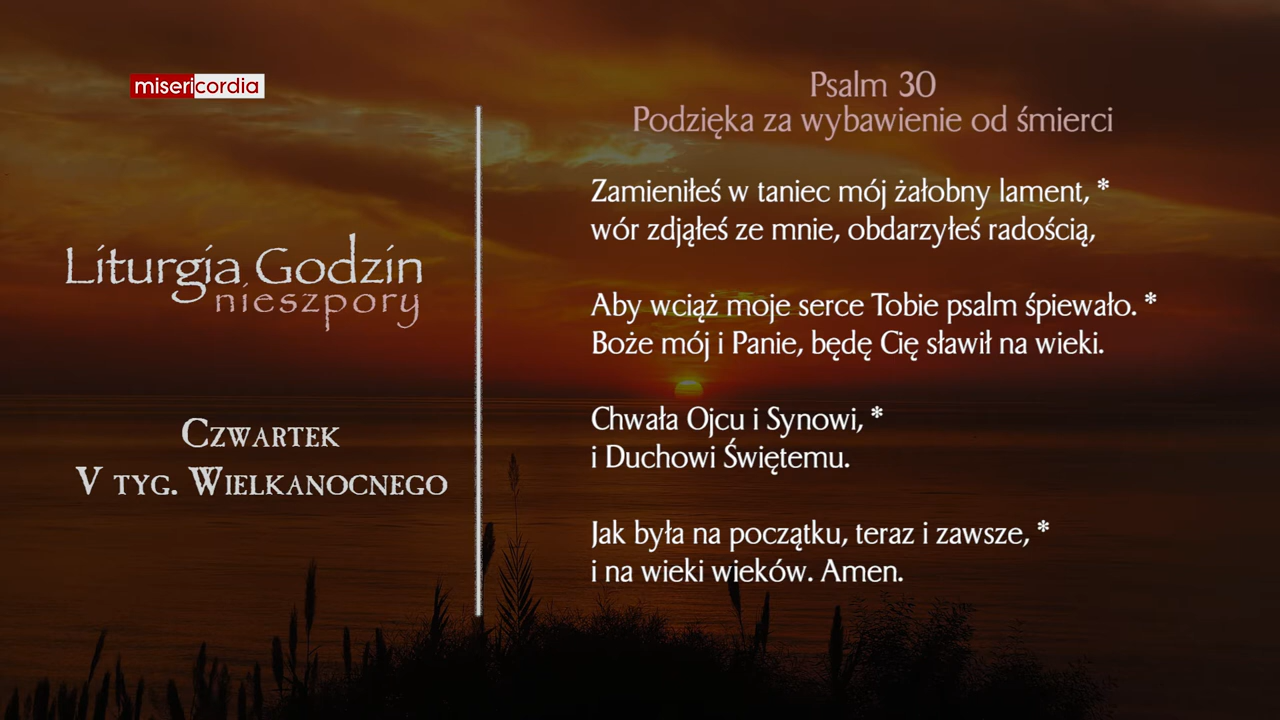 misericordia
Liturgia Godzin
nieszpory
Czwartek
V tyg. Wielkanocnego
Psalm 30
Podzięka za wybawienie od śmierci
Zamieniłeś w taniec mój żałobny lament, *
wór zdjąłeś ze mnie, obdarzyłeś radością,
Aby wciąż moje serce Tobie psalm śpiewało. *
Boże mój i Panie, będę Cię sławił na wieki.
Chwała Ojcu i Synowi, *
i Duchowi Świętemu.
Jak była na początku, teraz i zawsze, *
i na wieki wieków. Amen.